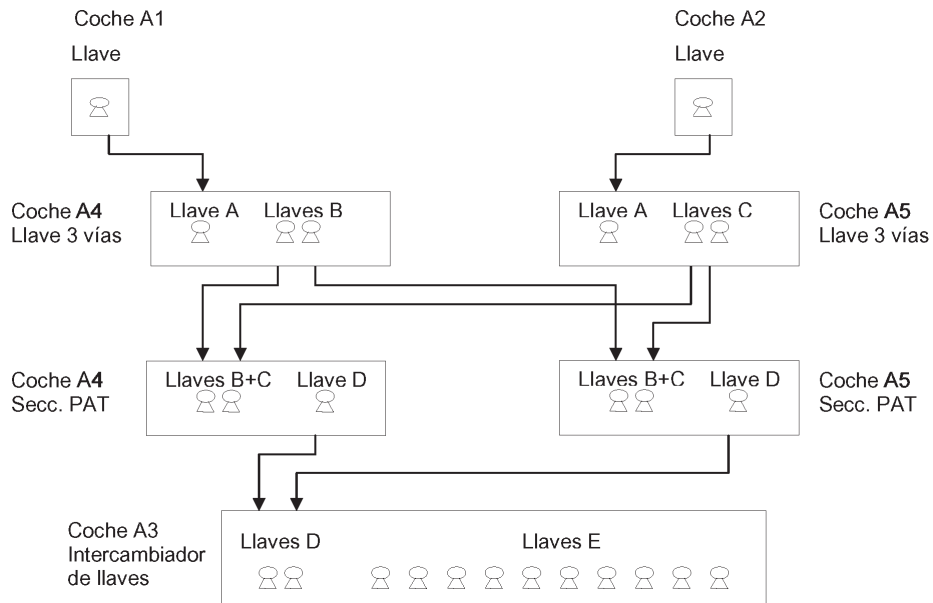 Coche A1
Coche A2
Llave
Llave
Coche A4
Llave 3 vías
Llave A
Llaves B
Llave A
Llaves C
Coche A5
Llave 3 vías
Coche A4
Secc. PAT
Llaves B+C
Llave D
Llaves B+C
Llave D
Coche A5
Secc. PAT
Coche A3
Intercambiador
de llaves
Llaves D
Llaves E